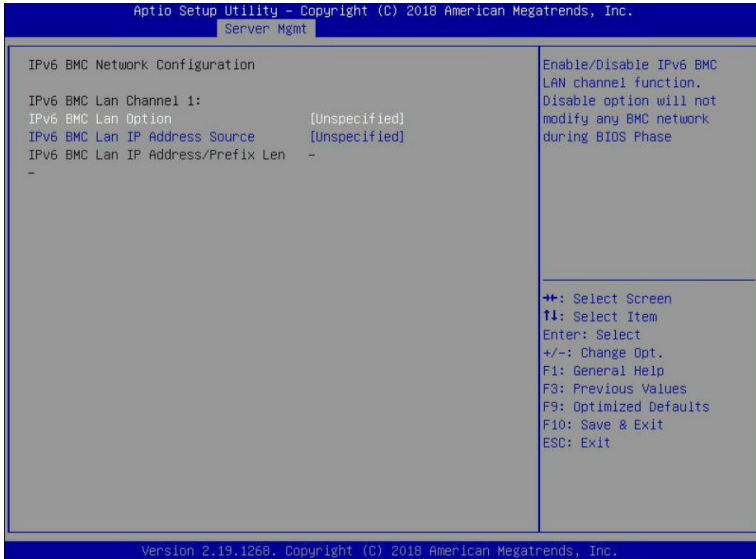 Aptio Setup Utility – Copyright (C) 2018 American Megatrends, Inc.
Server Mgmt
IPv6 BMC Network Configuration
IPv6 BMC Lan Channel 1:
IPv6 BMC Lan Option [Unspecified]
IPv6 BMC Lan IP Address Source [Unspecified]
IPv6 BMC Lan IP Address/Prefix Len –
–
Enable/Disable IPv6 BMC
LAN channel function.
Disable option will not
modify any BMC network
during BIOS Phase
→←: Select Screen
↑↓: Select Item
Enter: Select
+/-: Change Opt.
F1: General Help
F3: Previous Values
F9: Optimized Defaults
F10: Save & Exit
ESC: Exit
Version 2.19.1268. Copyright (C) 2018 American Megatrends, Inc.